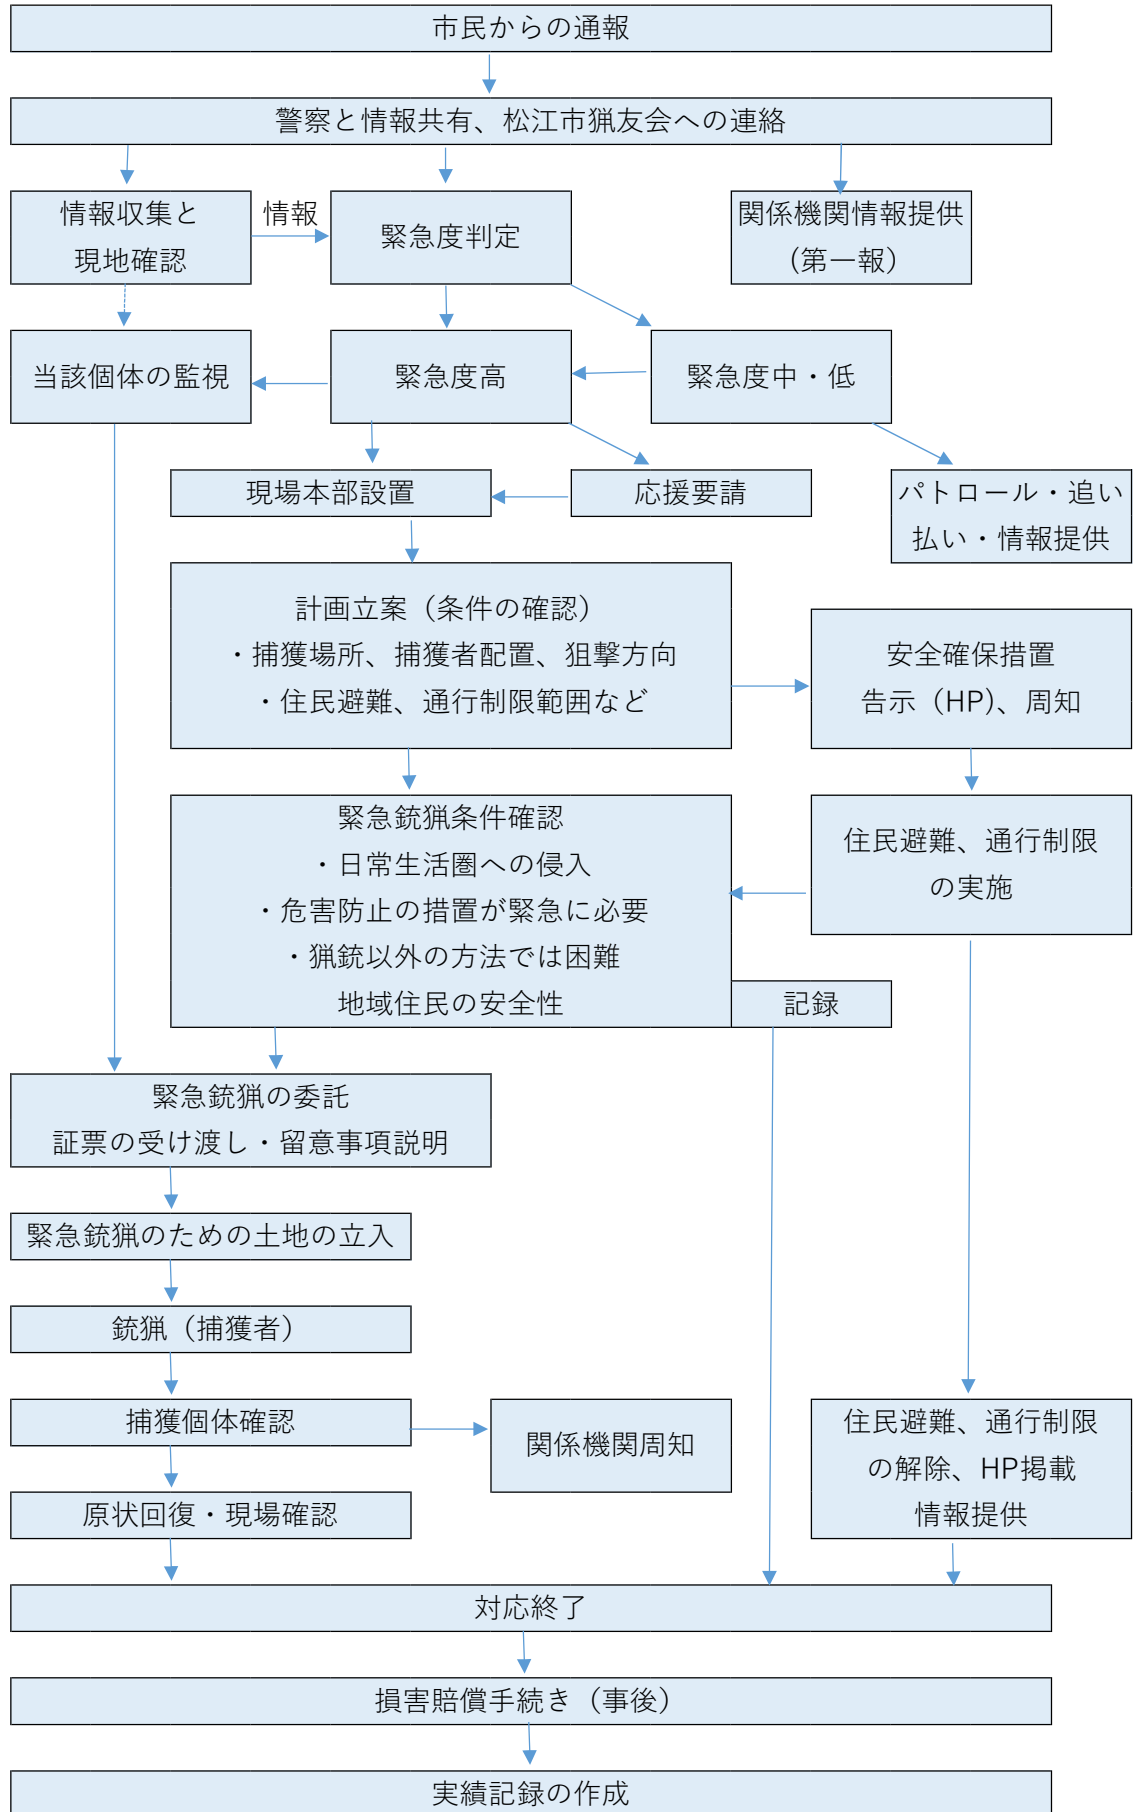 市民からの通報
警察と情報共有、松江市猟友会への連絡
情報収集と
現地確認
情報
緊急度判定
関係機関情報提供
(第一報）
当該個体の監視
緊急度高
緊急度中・低
現場本部設置
応援要請
パトロール・追い
払い・情報提供
計画立案（条件の確認）
・捕獲場所、捕獲者配置、狙撃方向
・住民避難、通行制限範囲など
安全確保措置
告示（HP)、周知
緊急銃猟条件確認
・日常生活圏への侵入
・危害防止の措置が緊急に必要
・猟銃以外の方法では困難
地域住民の安全性
住民避難、通行制限
の実施
記録
緊急銃猟の委託
証票の受け渡し・留意事項説明
緊急銃猟のための土地の立入
銃猟（捕獲者）
捕獲個体確認
関係機関周知
住民避難、通行制限
の解除、HP掲載
情報提供
原状回復・現場確認
対応終了
損害賠償手続き（事後）
実績記録の作成